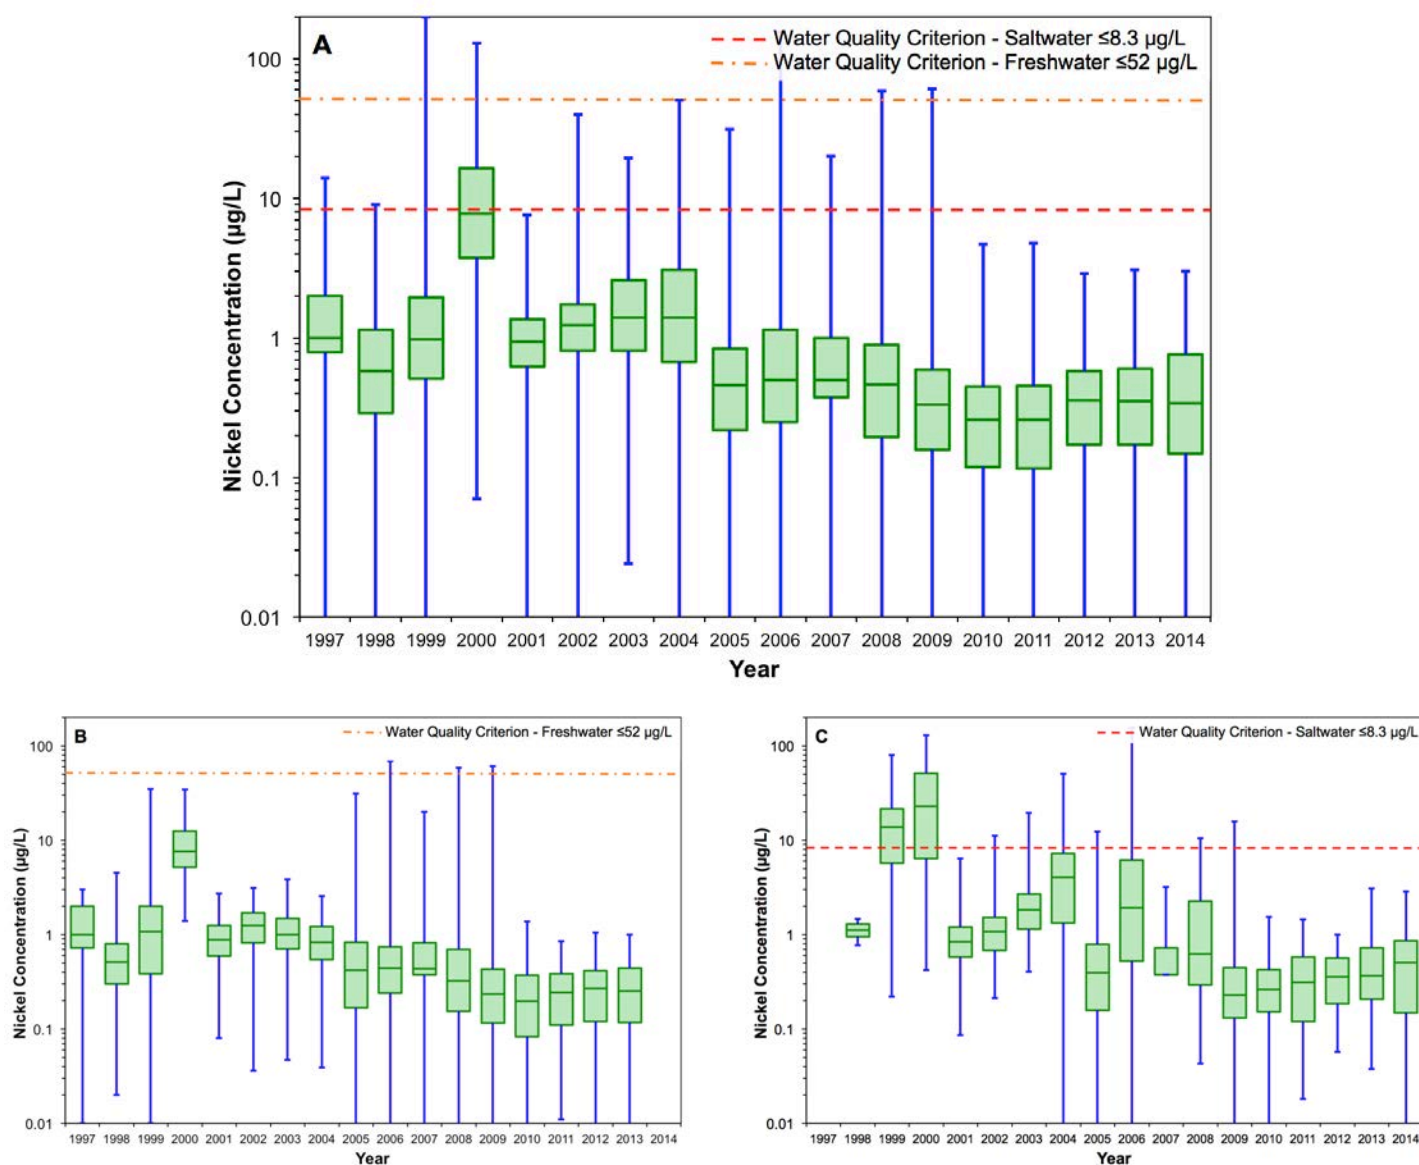 A
Water Quality Criterion - Saltwater ≤8.3 µg/L
Water Quality Criterion - Freshwater ≤52 µg/L
Nickel Concentration (µg/L)
100
10
1
0.1
0.01
1997 1998 1999 2000 2001 2002 2003 2004 2005 2006 2007 2008 2009 2010 2011 2012 2013 2014
Year
B
Water Quality Criterion - Freshwater ≤52 µg/L
Nickel Concentration (µg/L)
100
10
1
0.1
0.01
1997 1998 1999 2000 2001 2002 2003 2004 2005 2006 2007 2008 2009 2010 2011 2012 2013 2014
Year
C
Water Quality Criterion - Saltwater ≤8.3 µg/L
Nickel Concentration (µg/L)
100
10
1
0.1
0.01
1997 1998 1999 2000 2001 2002 2003 2004 2005 2006 2007 2008 2009 2010 2011 2012 2013 2014
Year